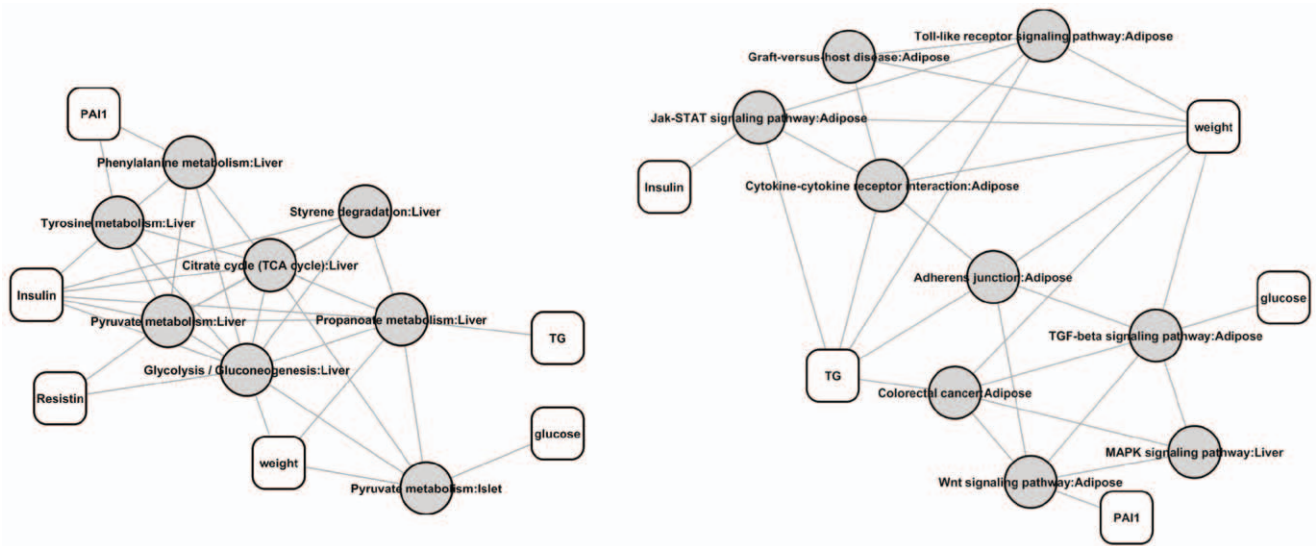 PAI1
Phenylalanine metabolism:Liver
Styrene degradation:Liver
Tyrosine metabolism:Liver
Citrate cycle (TCA cycle):Liver
Insulin
Pyruvate metabolism:Liver
Propanoate metabolism:Liver
TG
Glycolysis / Gluconeogenesis:Liver
Resistin
glucose
weight
Pyruvate metabolism:Islet
Toll-like receptor signaling pathway:Adipose
Graft-versus-host disease:Adipose
Jak-STAT signaling pathway:Adipose
weight
Insulin
Cytokine-cytokine receptor interaction:Adipose
Adherens junction:Adipose
glucose
TGF-beta signaling pathway:Adipose
TG
Colorectal cancer:Adipose
MAPK signaling pathway:Liver
Wnt signaling pathway:Adipose
PAI1